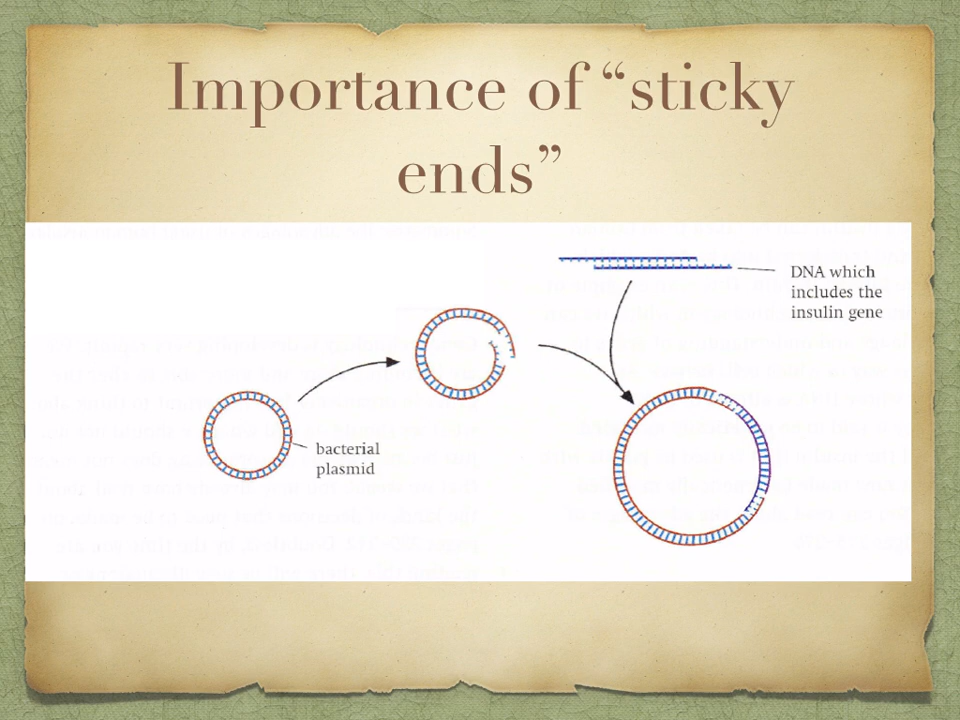 Importance of “sticky
ends”
DNA which
includes the
insulin gene
bacterial
plasmid